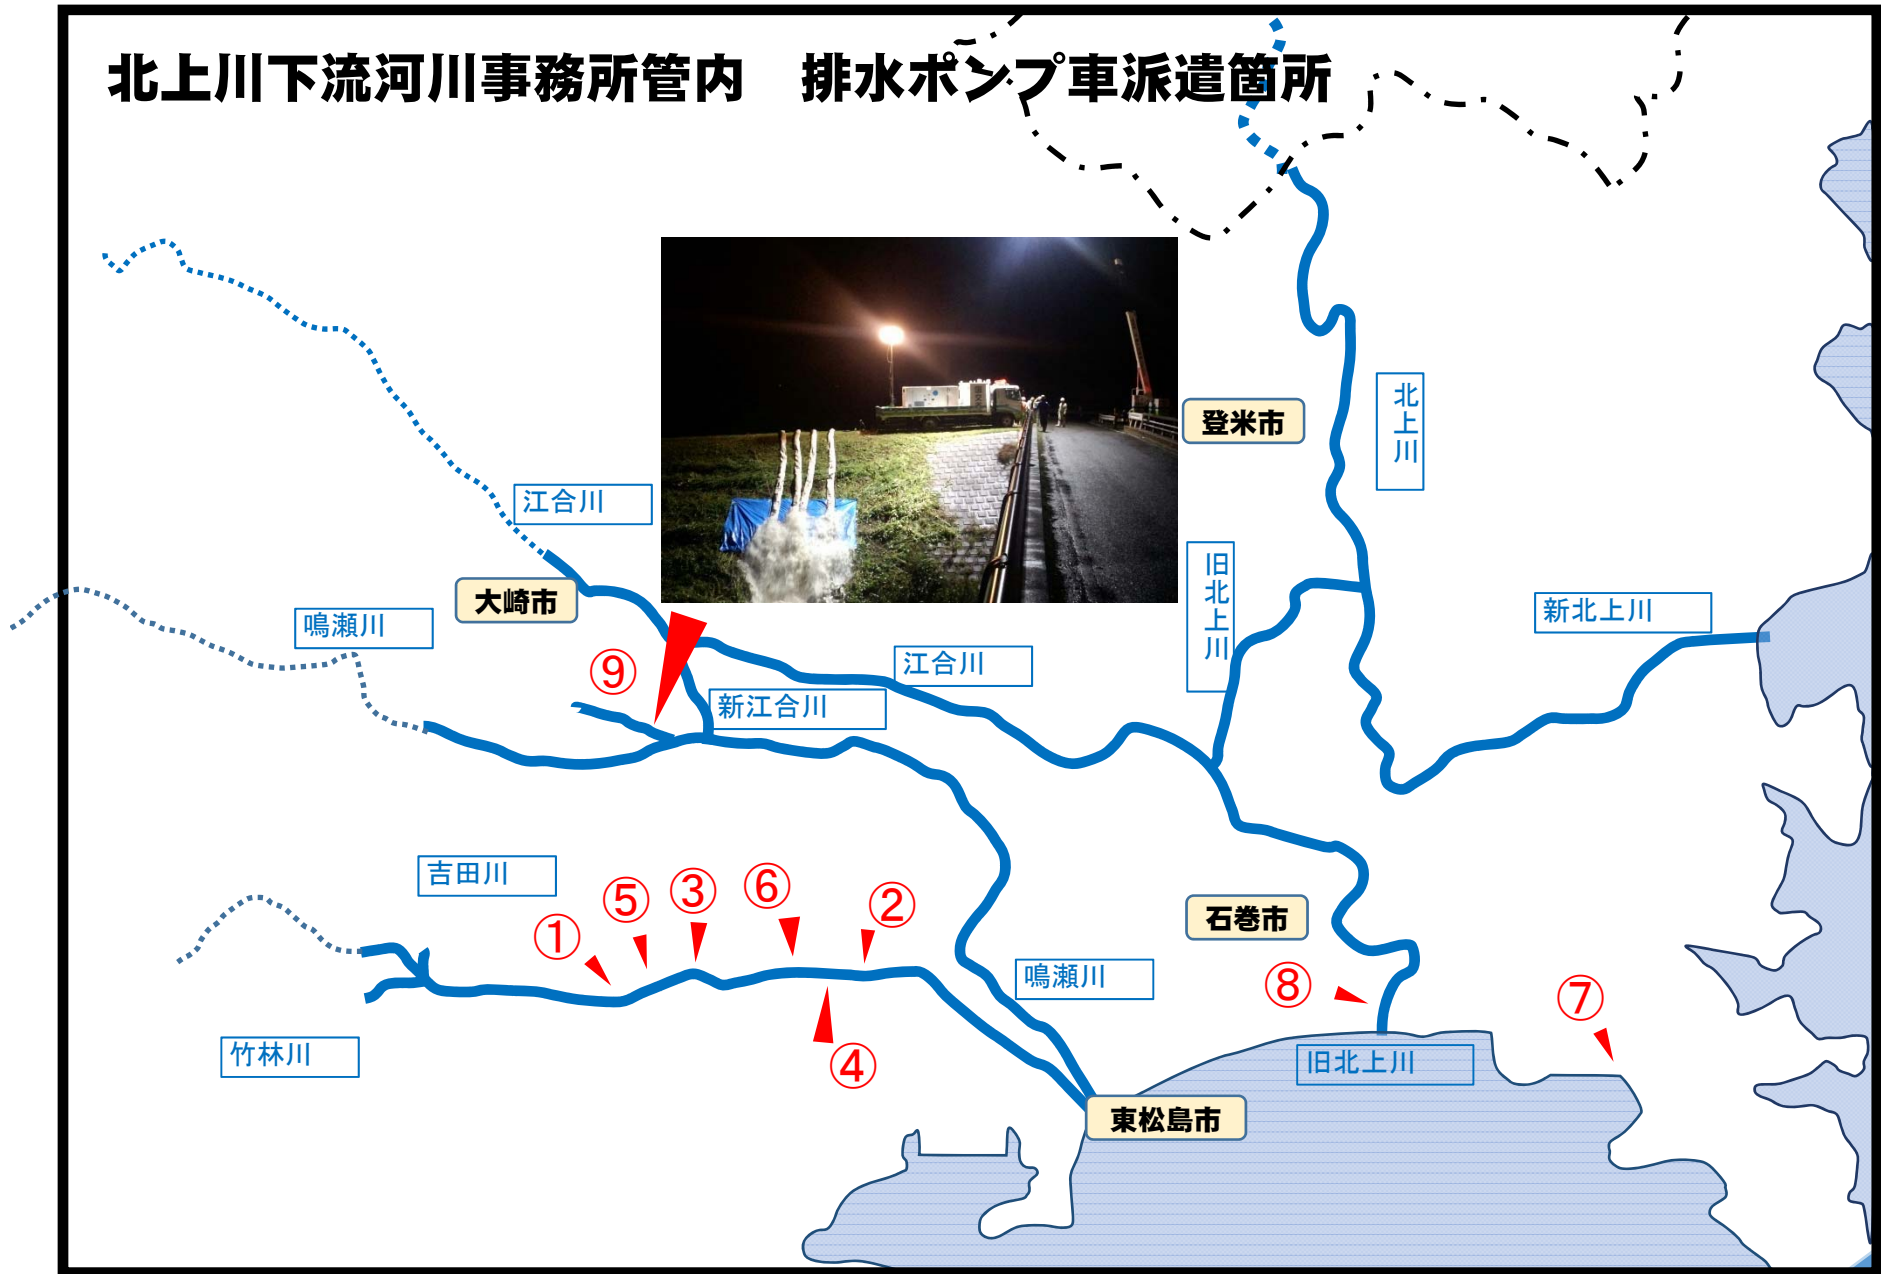 北上川下流河川事務所管内　排水ポンプ車派遣箇所
北上川
登米市
江合川
旧北上川
大崎市
鳴瀬川
新北上川
⑨
江合川
新江合川
吉田川
⑤
③
⑥
②
①
石巻市
鳴瀬川
⑧
⑦
竹林川
④
旧北上川
東松島市